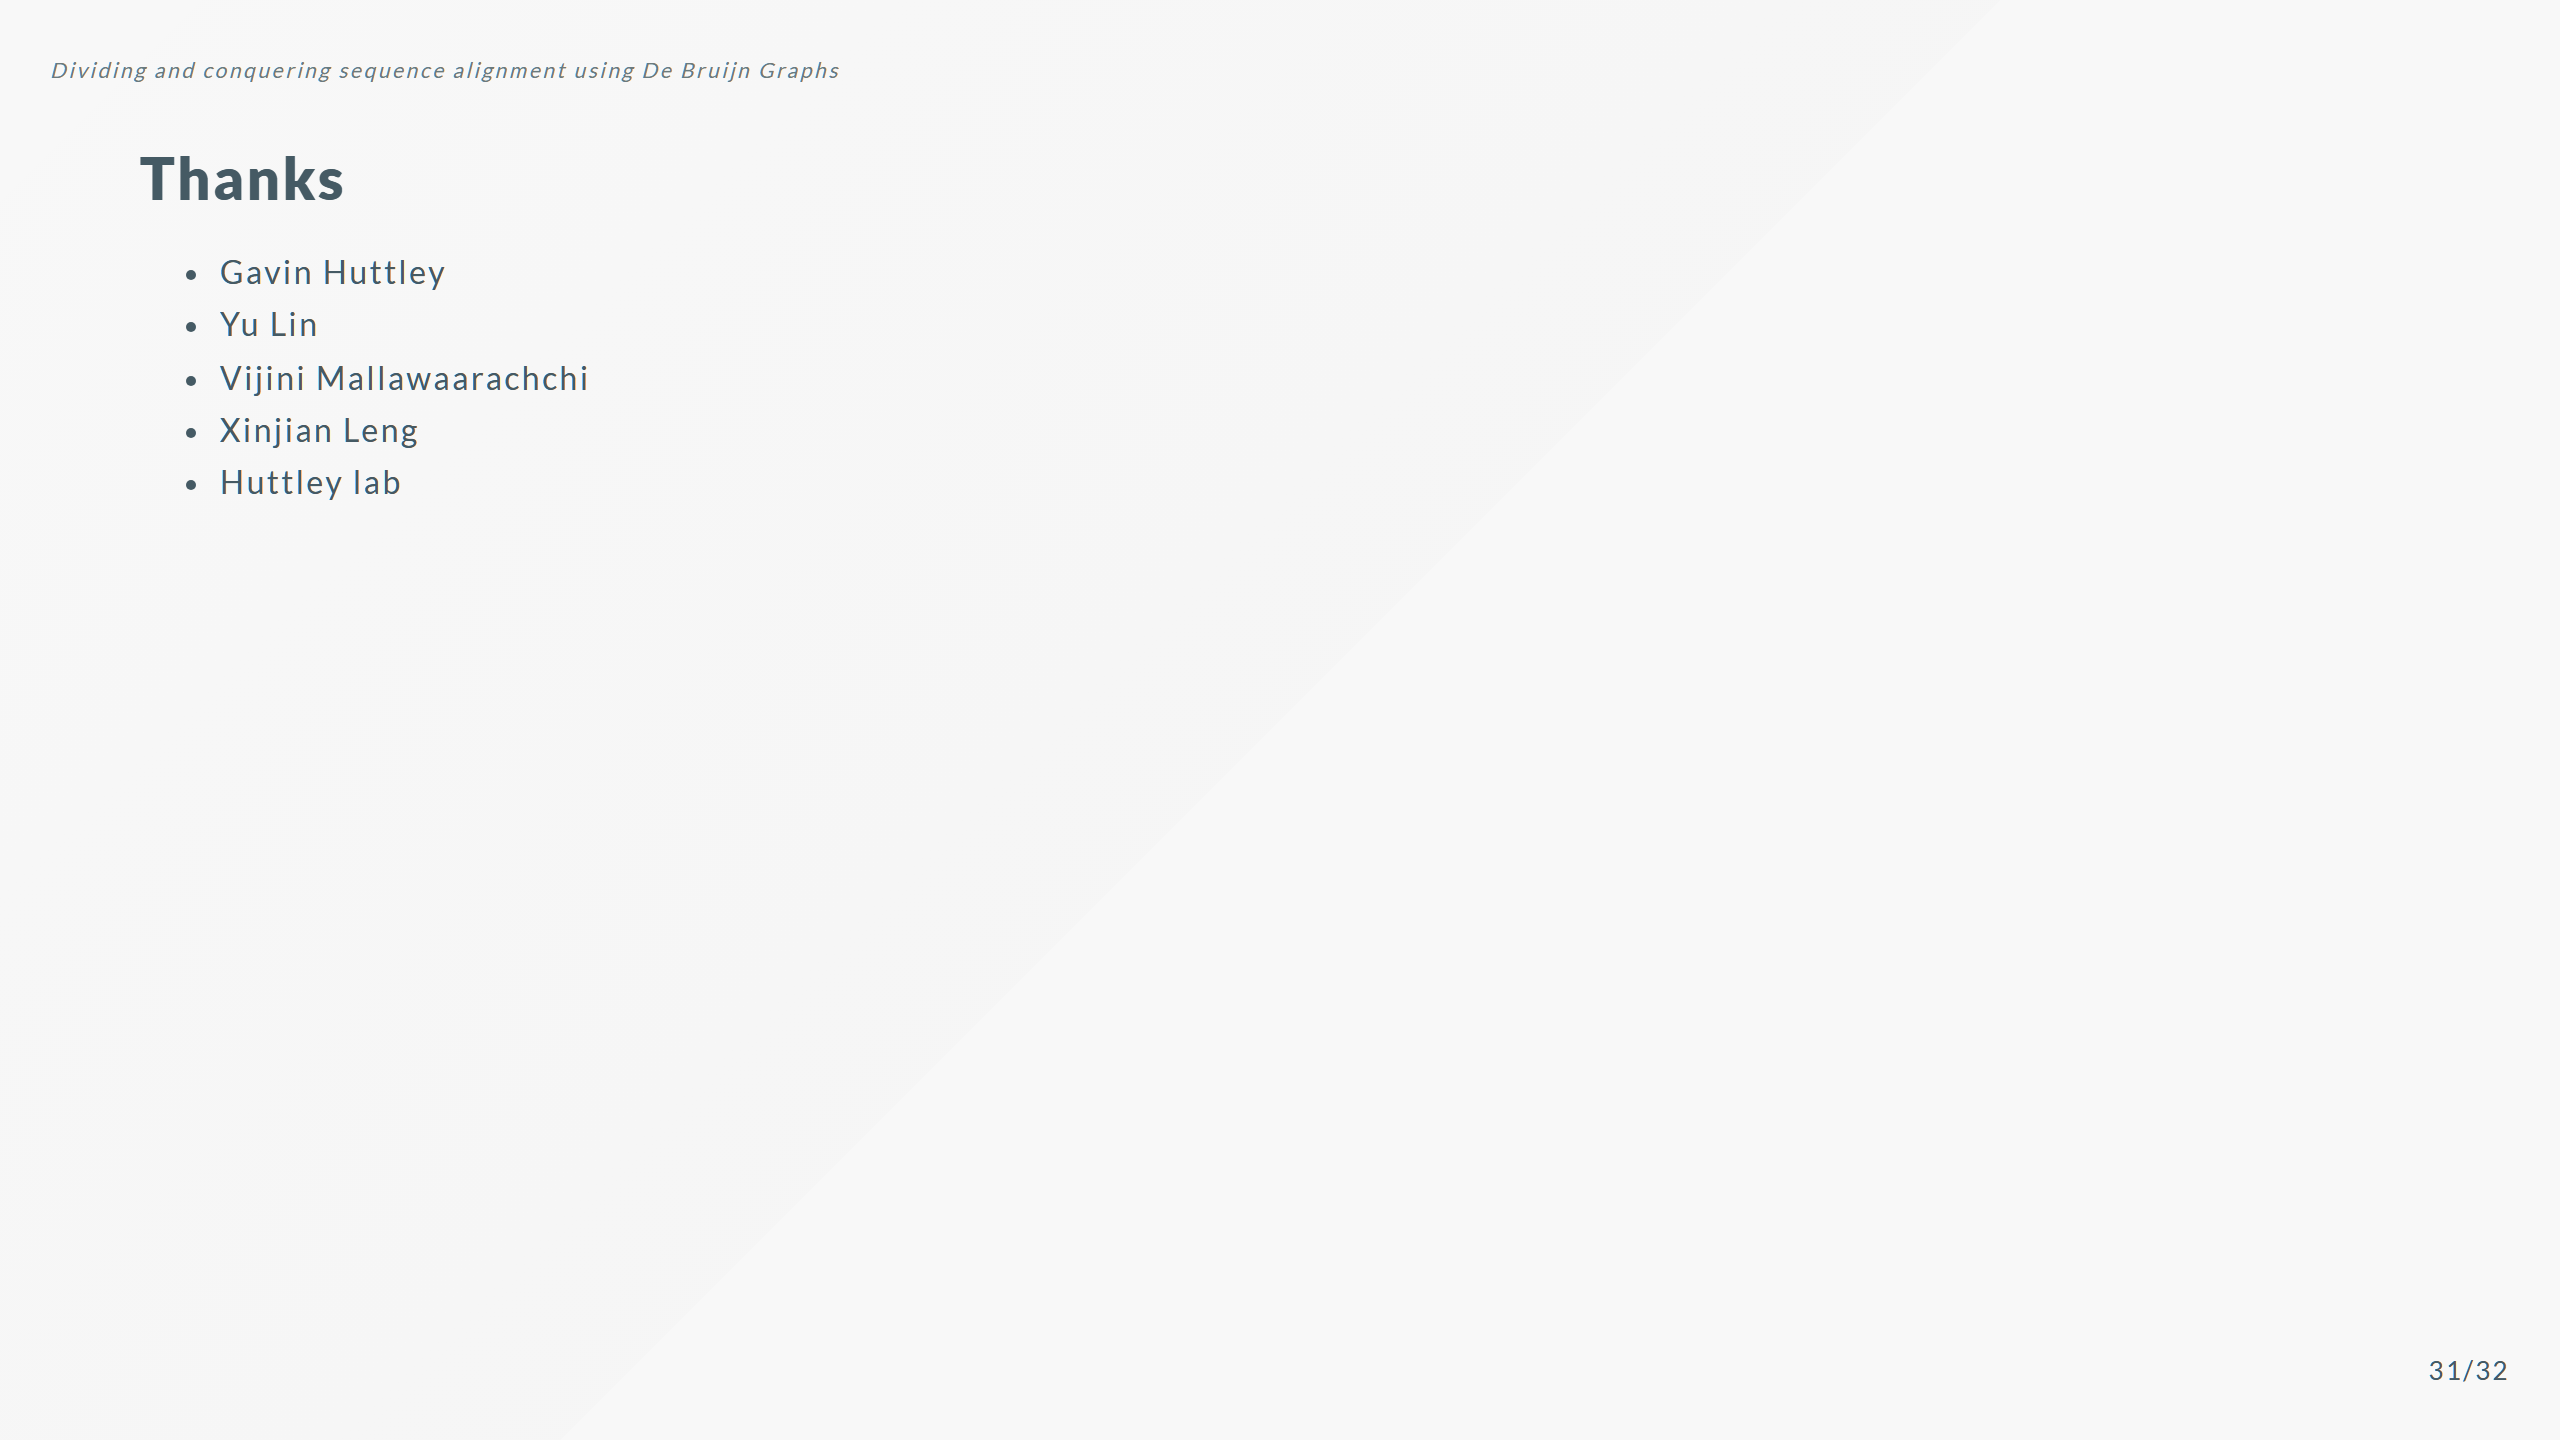 Dividing and conquering sequence alignment using De Bruijn Graphs
Thanks
• Gavin Huttley
• Yu Lin
• Vijini Mallawaarachchi
• Xinjian Leng
• Huttley lab
31/32